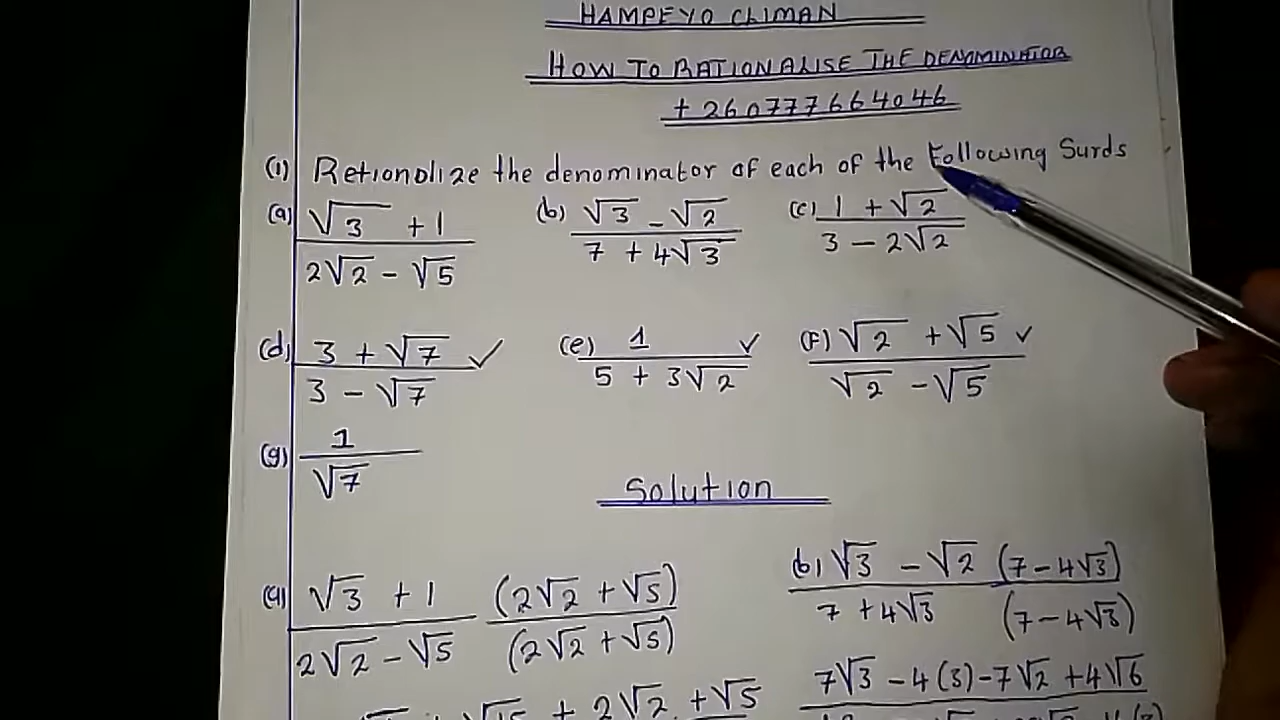 HAMPEYO CLIMAN
HOW TO RATIONALISE THE DENOMINATOR
+260777664046
(1) Retionolize the denominator of each of the Following Surds
(a) √3 + 1 / 2√2 - √5 (b) √3 - √2 / 7 + 4√3 (c) 1 + √2 / 3 - 2√2
(d) 3 + √7 / 3 - √7 ✓ (e) 1 / 5 + 3√2 ✓ (F) √2 + √5 / √2 - √5 ✓
(g) 1 / √7
Solution
(a) √3 + 1 / 2√2 - √5 (2√2 + √5) / (2√2 + √5)
(b) √3 - √2 / 7 + 4√3 (7 - 4√3) / (7 - 4√3)
+ 2√2 + √5
7√3 - 4(3) - 7√2 + 4√6